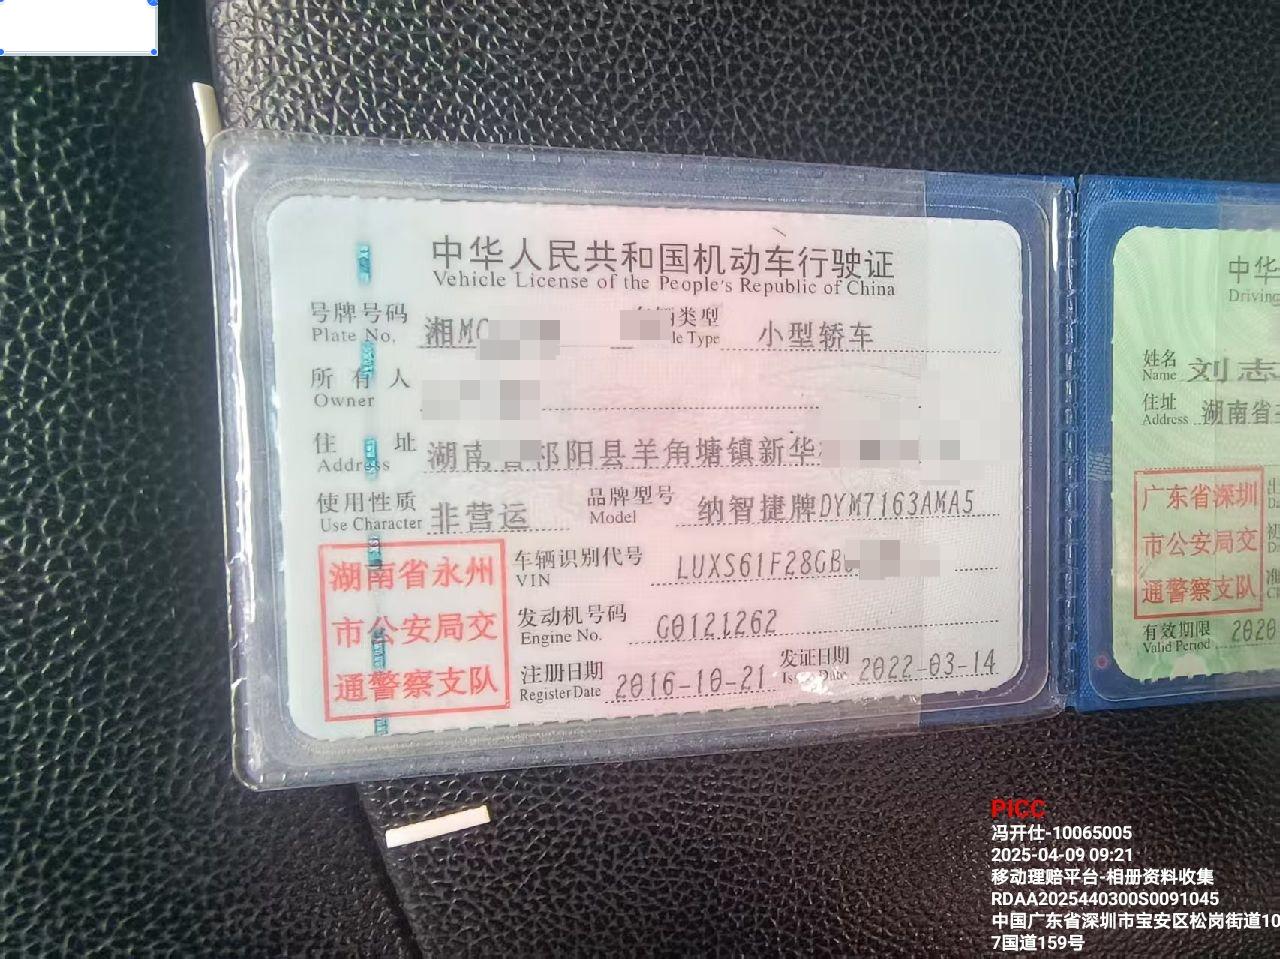 中华人民共和国机动车行驶证
Vehicle License of the People's Republic of China
号牌号码 湘MC 类型 小型轿车
Plate No. le Type
所有人
Owner
住址 湖南 祁阳县羊角塘镇新华
Address
使用性质 非营运 品牌型号 纳智捷牌DYM7163AMA5
Use Character Model
湖南省永州
市公安局交
通警察支队
车辆识别代号 LUXS61F28GB
VIN
发动机号码 G0121262
Engine No.
注册日期 2016-10-21 发证日期 2022-03-14
Register Date Issue Date
中华
Driving
姓名 刘志
Name
住址 湖南省
Address
广东省深圳
市公安局交
通警察支队
有效期限 2020
Valid Period
PICC
冯开仕-10065005
2025-04-09 09:21
移动理赔平台-相册资料收集
RDAA2025440300S0091045
中国广东省深圳市宝安区松岗街道10
7国道159号